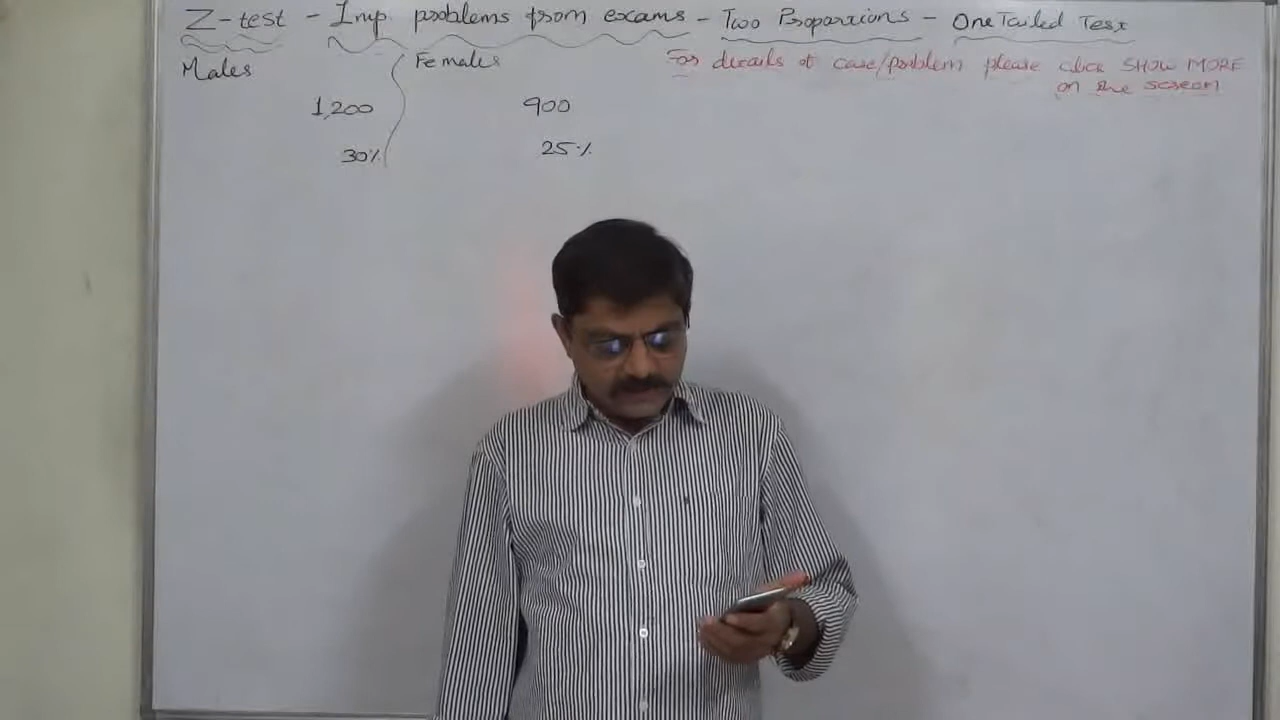 Z-test - Imp. problems from exams - Two Proportions - One Tailed Test
Males Females
For details of case/problem please click SHOW MORE
on the screen
1,200 900
30% 25%